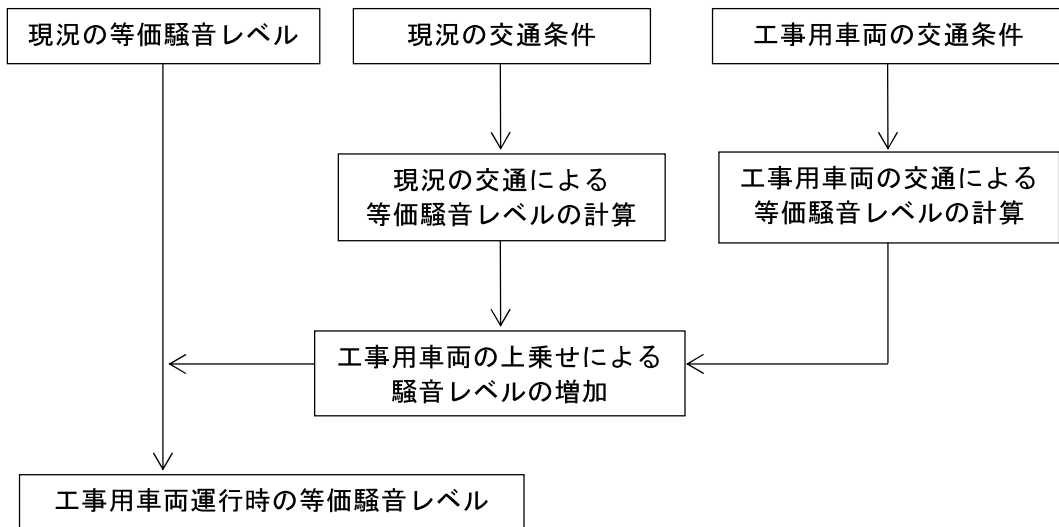 現況の等価騒音レベル
現況の交通条件
工事用車両の交通条件
現況の交通による
等価騒音レベルの計算
工事用車両の交通による
等価騒音レベルの計算
工事用車両の上乗せによる
騒音レベルの増加
工事用車両運行時の等価騒音レベル